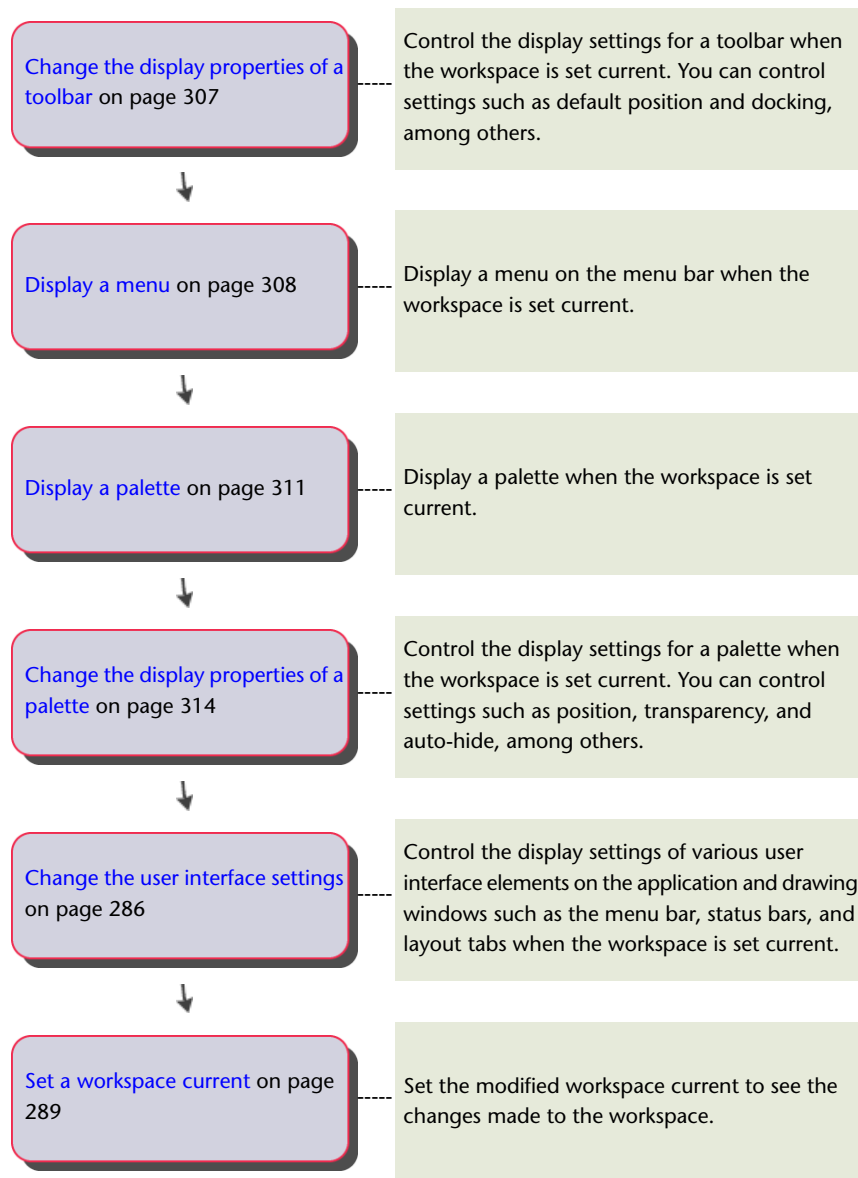 Change the display properties of a
toolbar on page 307
Control the display settings for a toolbar when
the workspace is set current. You can control
settings such as default position and docking,
among others.
Display a menu on page 308
Display a menu on the menu bar when the
workspace is set current.
Display a palette on page 311
Display a palette when the workspace is set
current.
Change the display properties of a
palette on page 314
Control the display settings for a palette when
the workspace is set current. You can control
settings such as position, transparency, and
auto-hide, among others.
Change the user interface settings
on page 286
Control the display settings of various user
interface elements on the application and drawing
windows such as the menu bar, status bars, and
layout tabs when the workspace is set current.
Set a workspace current on page
289
Set the modified workspace current to see the
changes made to the workspace.